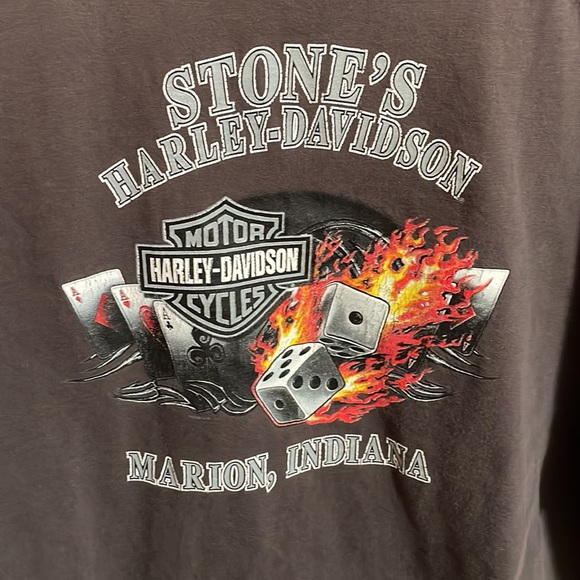 STONE'S
HARLEY-DAVIDSON
MOTOR
HARLEY-DAVIDSON
CYCLES
A
A
A
A
MARION, INDIANA